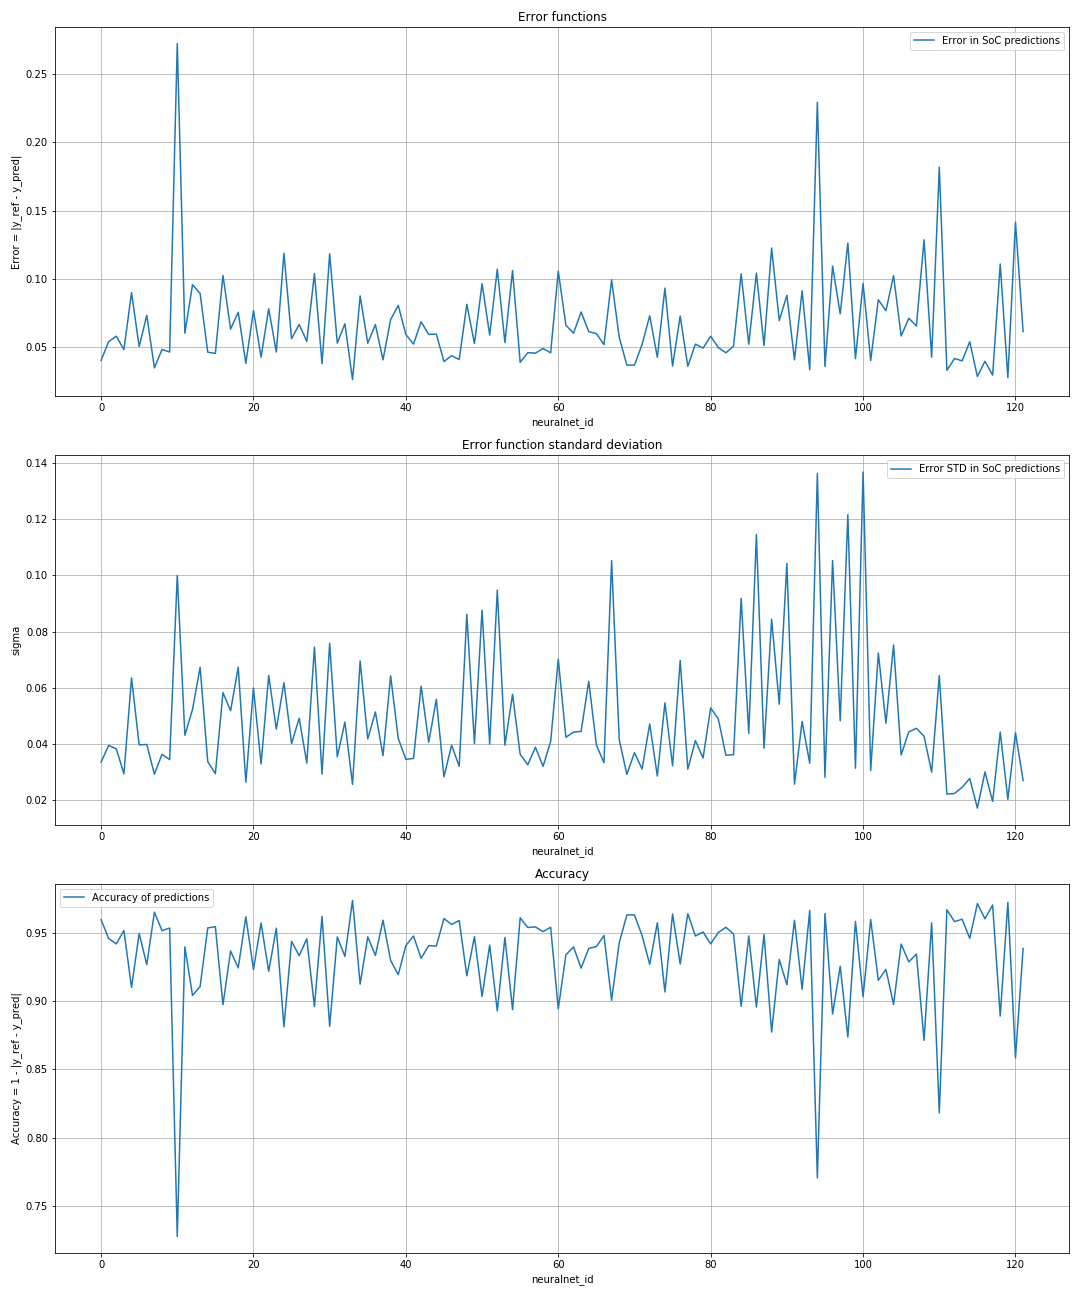 Error functions
Error in SoC predictions
Error = |y_ref - y_pred|
0.25
0.20
0.15
0.10
0.05
0 20 40 60 80 100 120
neuralnet_id
Error function standard deviation
Error STD in SoC predictions
sigma
0.14
0.12
0.10
0.08
0.06
0.04
0.02
0 20 40 60 80 100 120
neuralnet_id
Accuracy
Accuracy of predictions
Accuracy = 1 - |y_ref - y_pred|
0.95
0.90
0.85
0.80
0.75
0 20 40 60 80 100 120
neuralnet_id